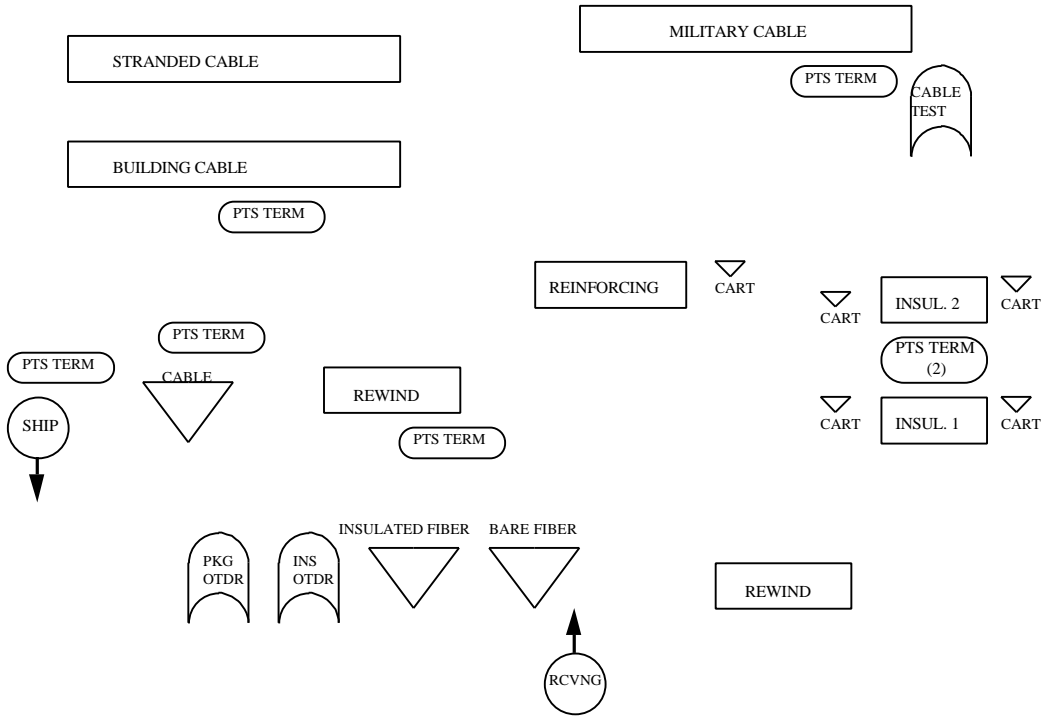 MILITARY CABLE
STRANDED CABLE
PTS TERM
CABLE
TEST
BUILDING CABLE
PTS TERM
REINFORCING
CART
CART
INSUL. 2
CART
PTS TERM
PTS TERM
(2)
PTS TERM
CABLE
REWIND
SHIP
PTS TERM
CART
INSUL. 1
CART
INSULATED FIBER
BARE FIBER
PKG
OTDR
INS
OTDR
REWIND
RCVNG